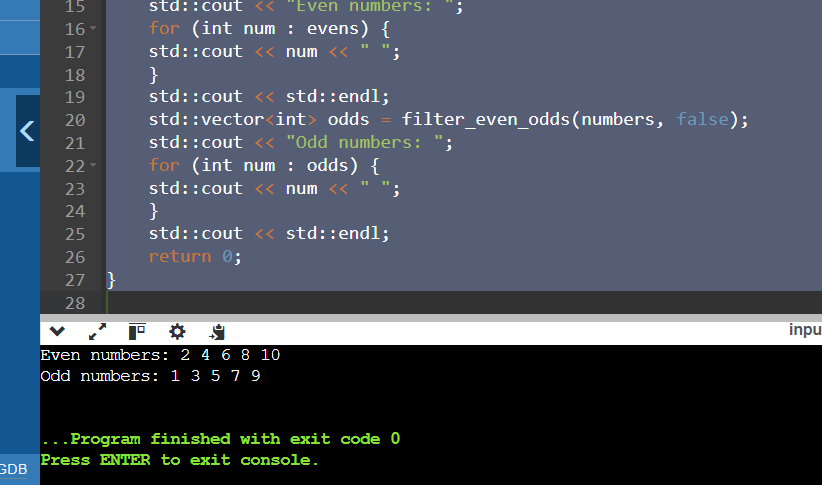 15 std::cout << "Even numbers: ";
16 for (int num : evens) {
17 std::cout << num << " ";
18 }
19 std::cout << std::endl;
20 std::vector<int> odds = filter_even_odds(numbers, false);
21 std::cout << "Odd numbers: ";
22 for (int num : odds) {
23 std::cout << num << " ";
24 }
25 std::cout << std::endl;
26 return 0;
27 }
28
inpu
Even numbers: 2 4 6 8 10
Odd numbers: 1 3 5 7 9
...Program finished with exit code 0
Press ENTER to exit console.
GDB